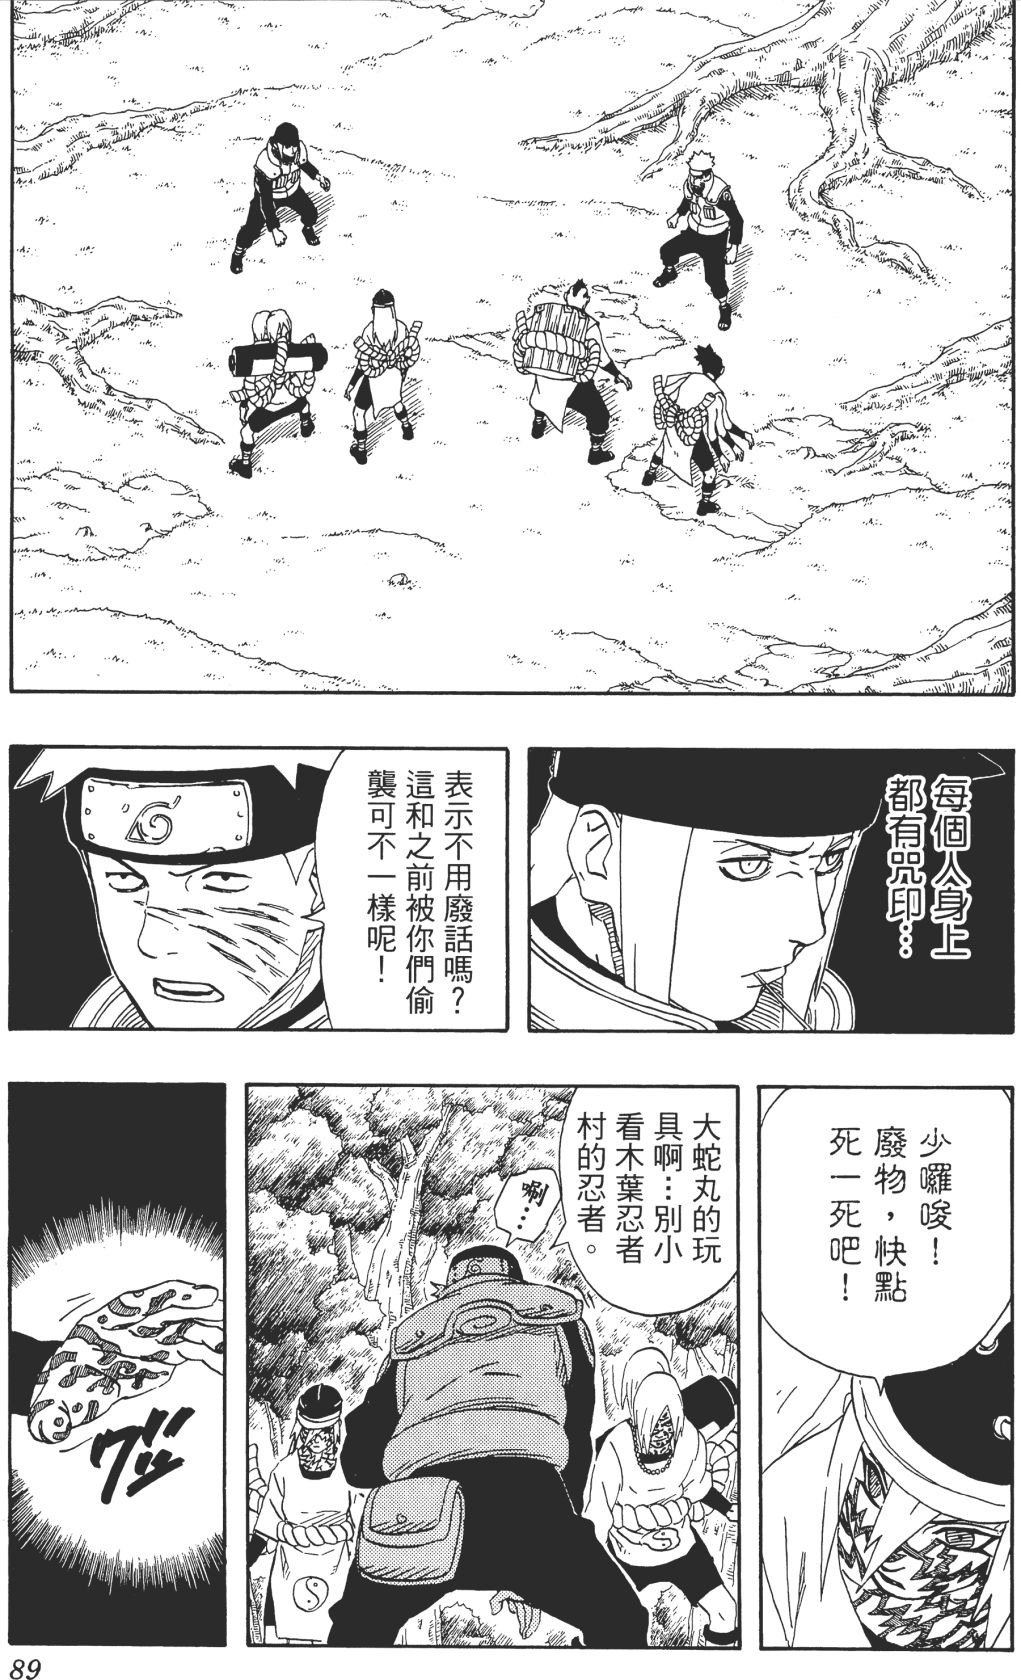 每個人身上
都有咒印…
表示不用廢話嗎？
這和之前被你們偷
襲可不一樣呢！
少囉唆！
廢物，快點
死一死吧！
大蛇丸的玩
具啊…別小
看木葉忍者
村的忍者。
唰…
グッ
89